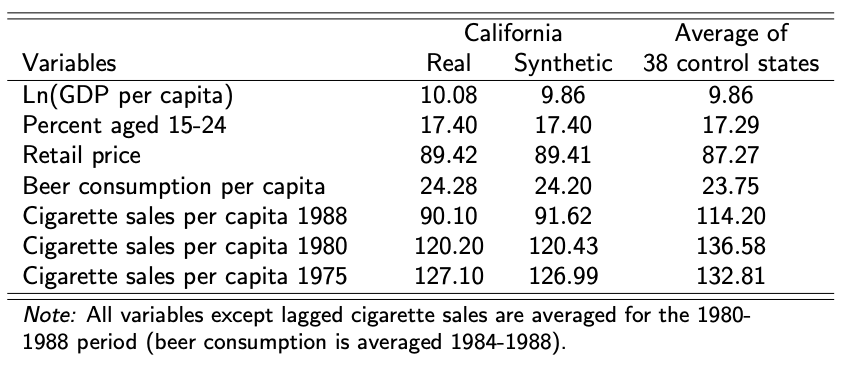 California Average of
Variables Real Synthetic 38 control states
Ln(GDP per capita) 10.08 9.86 9.86
Percent aged 15-24 17.40 17.40 17.29
Retail price 89.42 89.41 87.27
Beer consumption per capita 24.28 24.20 23.75
Cigarette sales per capita 1988 90.10 91.62 114.20
Cigarette sales per capita 1980 120.20 120.43 136.58
Cigarette sales per capita 1975 127.10 126.99 132.81
Note: All variables except lagged cigarette sales are averaged for the 1980-
1988 period (beer consumption is averaged 1984-1988).